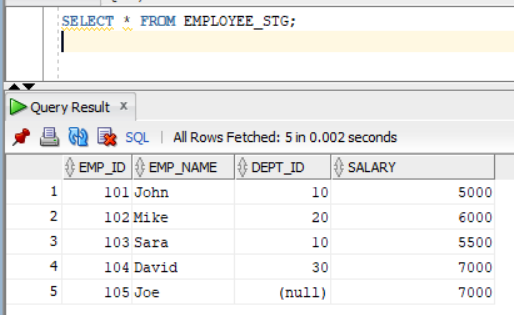 SELECT * FROM EMPLOYEE_STG;
Query Result x
SQL | All Rows Fetched: 5 in 0.002 seconds
EMP_ID EMP_NAME DEPT_ID SALARY
1 101 John 10 5000
2 102 Mike 20 6000
3 103 Sara 10 5500
4 104 David 30 7000
5 105 Joe (null) 7000